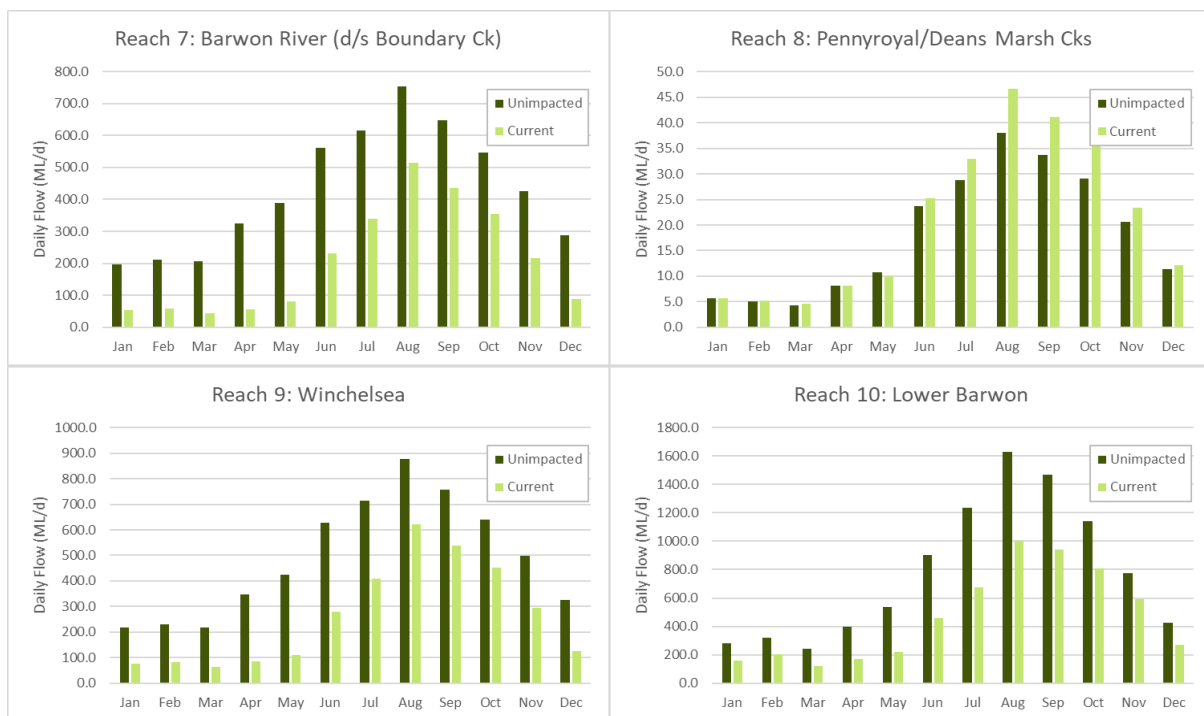 Reach 7: Barwon River (d/s Boundary Ck)
800.0
700.0
600.0
500.0
400.0
300.0
200.0
100.0
0.0
Daily Flow (ML/d)
Unimpacted
Current
Jan Feb Mar Apr May Jun Jul Aug Sep Oct Nov Dec
Reach 8: Pennyroyal/Deans Marsh Cks
50.0
45.0
40.0
35.0
30.0
25.0
20.0
15.0
10.0
5.0
0.0
Daily Flow (ML/d)
Unimpacted
Current
Jan Feb Mar Apr May Jun Jul Aug Sep Oct Nov Dec
Reach 9: Winchelsea
1000.0
900.0
800.0
700.0
600.0
500.0
400.0
300.0
200.0
100.0
0.0
Daily Flow (ML/d)
Unimpacted
Current
Jan Feb Mar Apr May Jun Jul Aug Sep Oct Nov Dec
Reach 10: Lower Barwon
1800.0
1600.0
1400.0
1200.0
1000.0
800.0
600.0
400.0
200.0
0.0
Daily Flow (ML/d)
Unimpacted
Current
Jan Feb Mar Apr May Jun Jul Aug Sep Oct Nov Dec